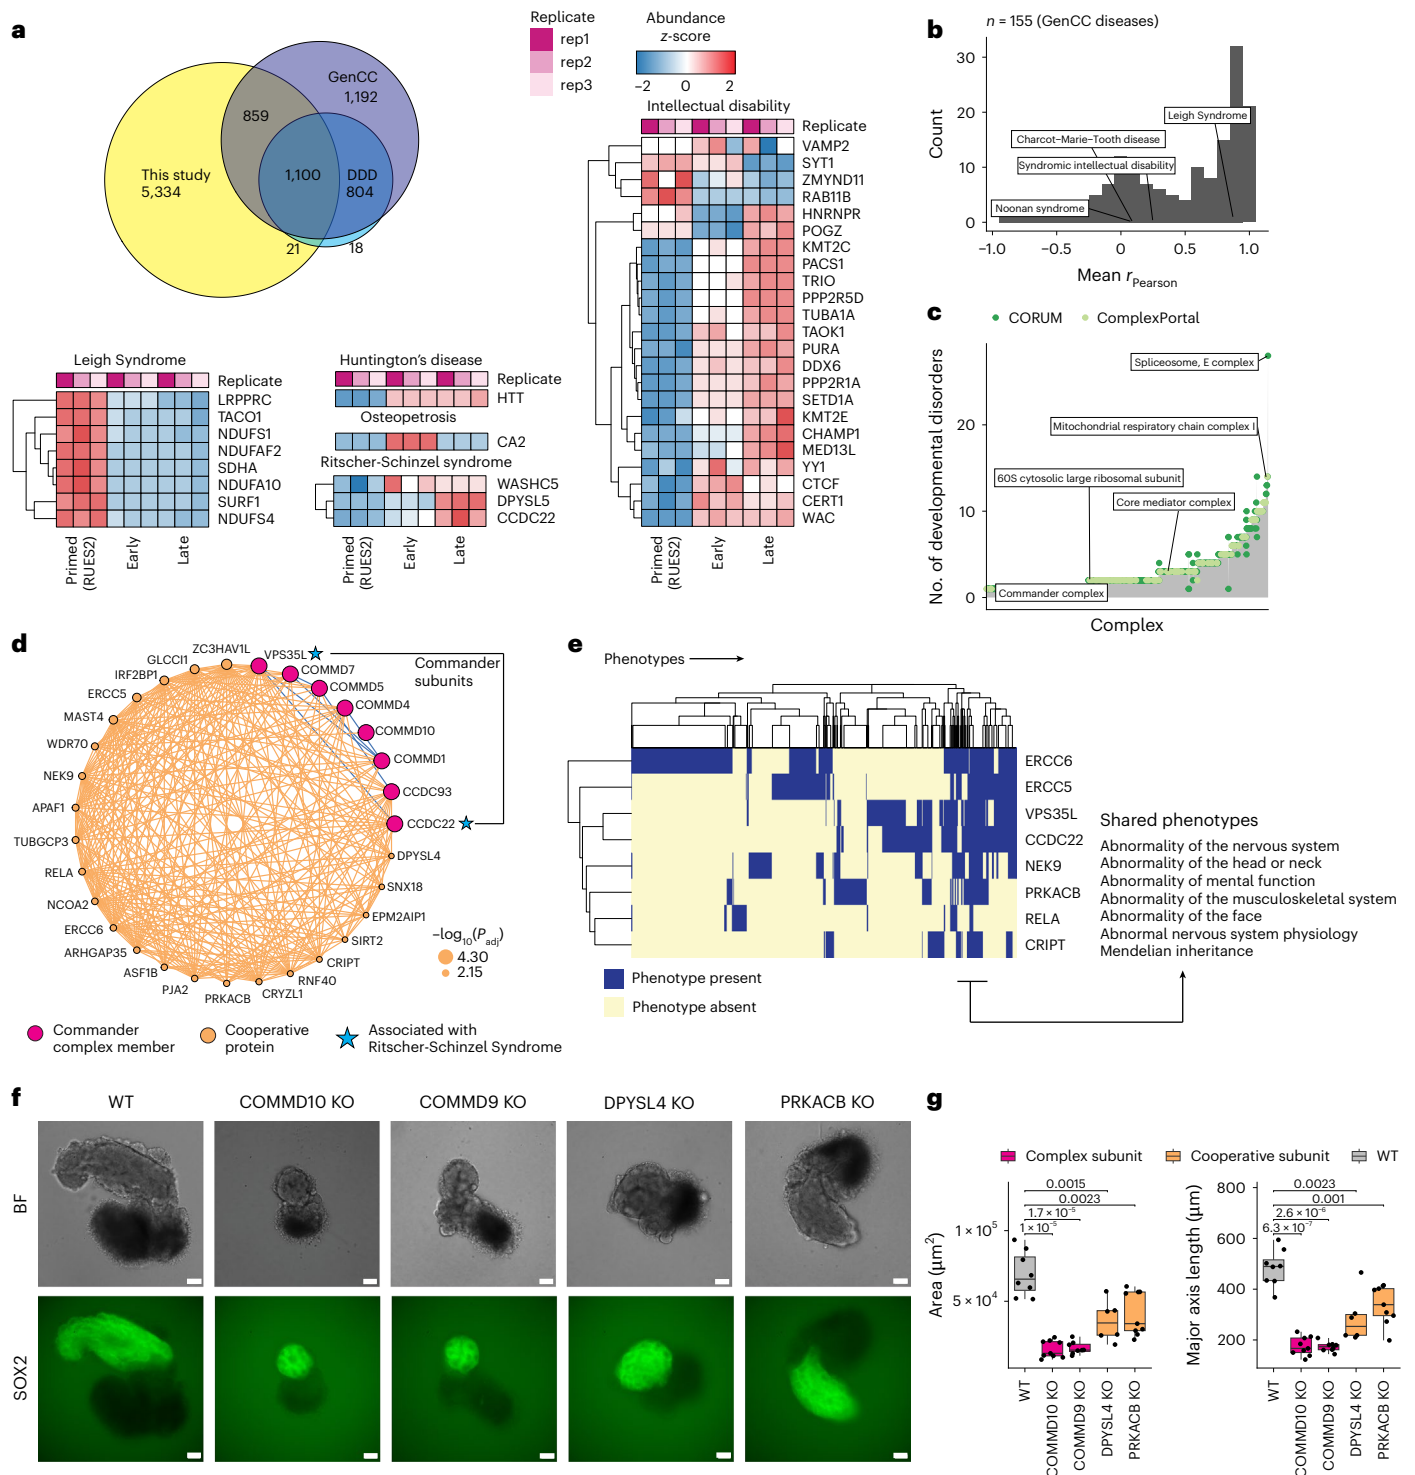 a
GenCC
1,192
859
This study
5,334
1,100
DDD
804
21
18
Replicate
rep1
rep2
rep3
Abundance
z-score
−2 0 2
Intellectual disability
Replicate
VAMP2
SYT1
ZMYND11
RAB11B
HNRNPR
POGZ
KMT2C
PACS1
TRIO
PPP2R5D
TUBA1A
TAOK1
PURA
DDX6
PPP2R1A
SETD1A
KMT2E
CHAMP1
MED13L
YY1
CTCF
CERT1
WAC
Primed
(RUES2)
Early
Late
Leigh Syndrome
Replicate
LRPPRC
TACO1
NDUFS1
NDUFAF2
SDHA
NDUFA10
SURF1
NDUFS4
Primed
(RUES2)
Early
Late
Huntington's disease
Replicate
HTT
Osteopetrosis
CA2
Ritscher-Schinzel syndrome
WASHC5
DPYSL5
CCDC22
Primed
(RUES2)
Early
Late
b
n = 155 (GenCC diseases)
Count
30
20
10
0
Leigh Syndrome
Charcot–Marie–Tooth disease
Syndromic intellectual disability
Noonan syndrome
−1.0 −0.5 0 0.5 1.0
Mean rPearson
c
CORUM
ComplexPortal
No. of developmental disorders
20
10
0
Spliceosome, E complex
Mitochondrial respiratory chain complex I
60S cytosolic large ribosomal subunit
Core mediator complex
Commander complex
Complex
d
ZC3HAV1L
VPS35L
COMMD7
COMMD5
COMMD4
COMMD10
COMMD1
CCDC93
CCDC22
DPYSL4
SNX18
EPM2AIP1
SIRT2
CRIPT
RNF40
CRYZL1
PRKACB
PJA2
ASF1B
ARHGAP35
ERCC6
NCOA2
RELA
TUBGCP3
APAF1
NEK9
WDR70
MAST4
ERCC5
IRF2BP1
GLCCI1
Commander
subunits
−log10(Padj)
4.30
2.15
Commander
complex member
Cooperative
protein
Associated with
Ritscher-Schinzel Syndrome
e
Phenotypes
ERCC6
ERCC5
VPS35L
CCDC22
NEK9
PRKACB
RELA
CRIPT
Phenotype present
Phenotype absent
Shared phenotypes
Abnormality of the nervous system
Abnormality of the head or neck
Abnormality of mental function
Abnormality of the musculoskeletal system
Abnormality of the face
Abnormal nervous system physiology
Mendelian inheritance
f
WT
COMMD10 KO
COMMD9 KO
DPYSL4 KO
PRKACB KO
BF
SOX2
g
Complex subunit
Cooperative subunit
WT
Area (μm²)
1 × 10⁵
5 × 10⁴
0.0015
0.0023
1.7 × 10⁻⁵
1 × 10⁻⁵
WT
COMMD10 KO
COMMD9 KO
DPYSL4 KO
PRKACB KO
Major axis length (μm)
800
600
400
200
0.0023
0.001
2.6 × 10⁻⁶
6.3 × 10⁻⁷
WT
COMMD10 KO
COMMD9 KO
DPYSL4 KO
PRKACB KO